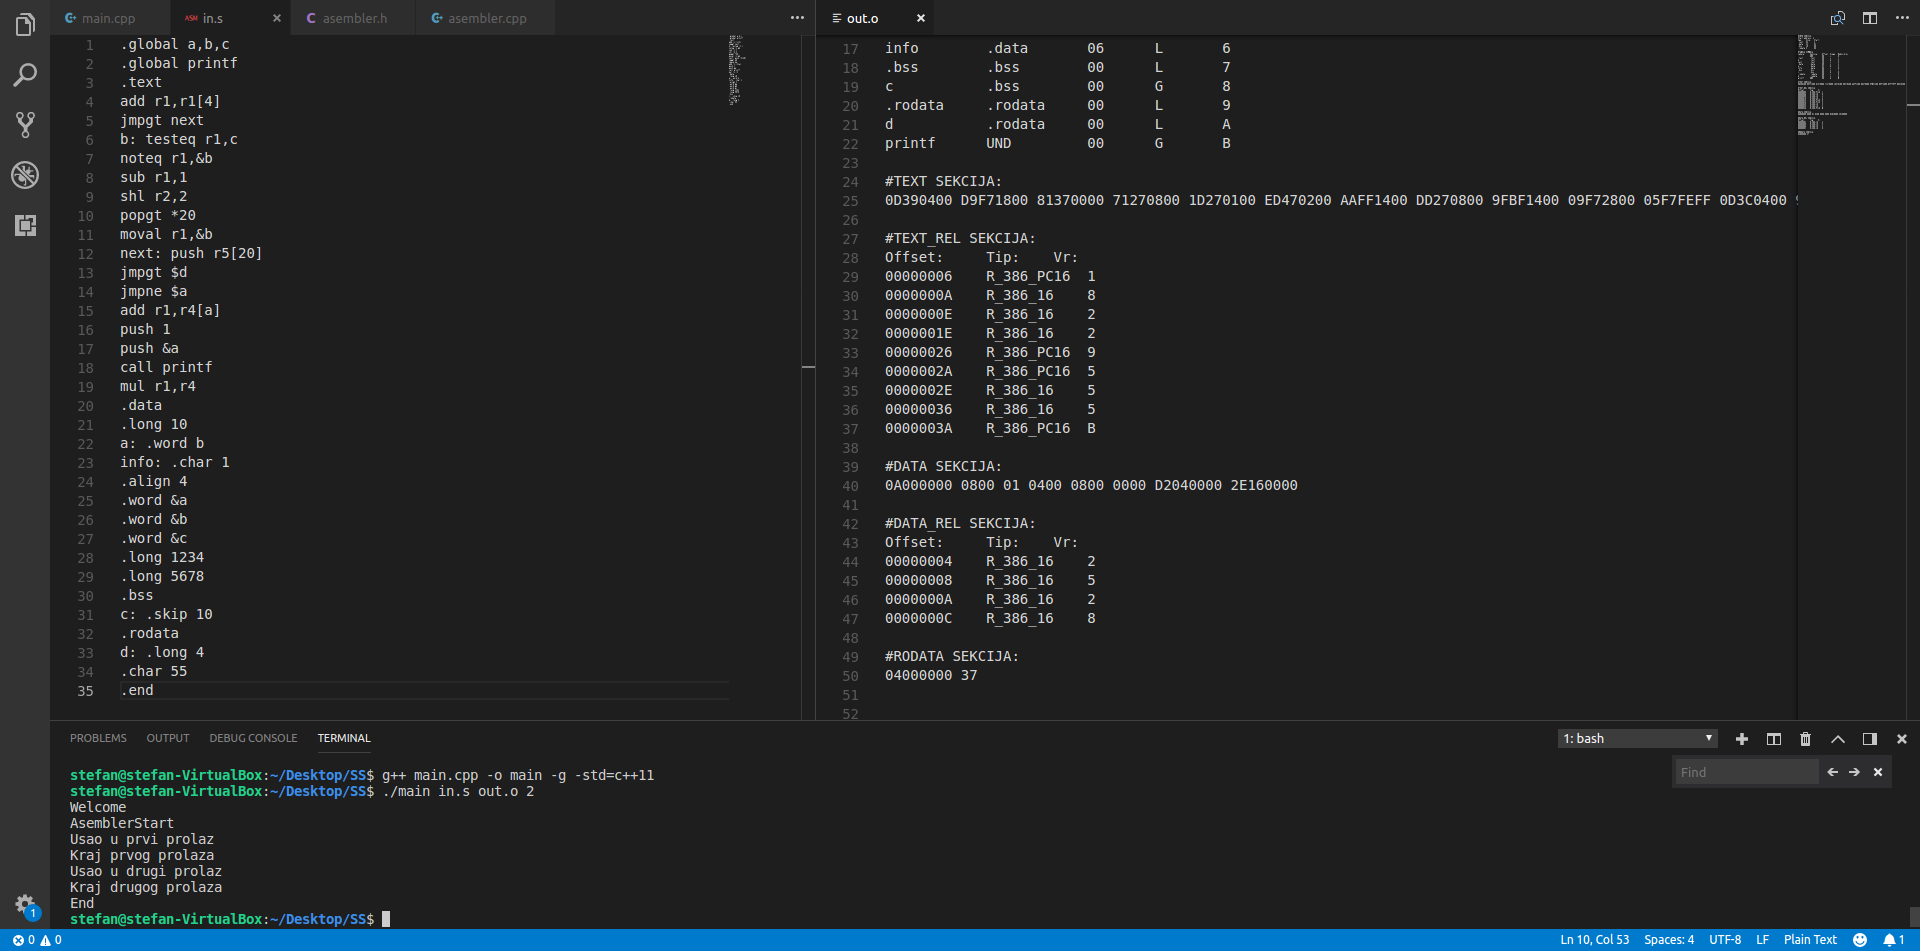 main.cpp
ASM in.s
C asembler.h
asembler.cpp
1 .global a,b,c
2 .global printf
3 .text
4 add r1,r1[4]
5 jmpgt next
6 b: testeq r1,c
7 noteq r1,&b
8 sub r1,1
9 shl r2,2
10 popgt *20
11 moval r1,&b
12 next: push r5[20]
13 jmpgt $d
14 jmpne $a
15 add r1,r4[a]
16 push 1
17 push &a
18 call printf
19 mul r1,r4
20 .data
21 .long 10
22 a: .word b
23 info: .char 1
24 .align 4
25 .word &a
26 .word &b
27 .word &c
28 .long 1234
29 .long 5678
30 .bss
31 c: .skip 10
32 .rodata
33 d: .long 4
34 .char 55
35 .end
out.o
17 info .data 06 L 6
18 .bss .bss 00 L 7
19 c .bss 00 G 8
20 .rodata .rodata 00 L 9
21 d .rodata 00 L A
22 printf UND 00 G B
23
24 #TEXT SEKCIJA:
25 0D390400 D9F71800 81370000 71270800 1D270100 ED470200 AAFF1400 DD270800 9FBF1400 09F72800 05F7FEFF 0D3C0400
26
27 #TEXT_REL SEKCIJA:
28 Offset: Tip: Vr:
29 00000006 R_386_PC16 1
30 0000000A R_386_16 8
31 0000000E R_386_16 2
32 0000001E R_386_16 2
33 00000026 R_386_PC16 9
34 0000002A R_386_PC16 5
35 0000002E R_386_16 5
36 00000036 R_386_16 5
37 0000003A R_386_PC16 B
38
39 #DATA SEKCIJA:
40 0A000000 0800 01 0400 0800 0000 D2040000 2E160000
41
42 #DATA_REL SEKCIJA:
43 Offset: Tip: Vr:
44 00000004 R_386_16 2
45 00000008 R_386_16 5
46 0000000A R_386_16 2
47 0000000C R_386_16 8
48
49 #RODATA SEKCIJA:
50 04000000 37
51
52
PROBLEMS OUTPUT DEBUG CONSOLE TERMINAL
1: bash
Find
stefan@stefan-VirtualBox:~/Desktop/SS$ g++ main.cpp -o main -g -std=c++11
stefan@stefan-VirtualBox:~/Desktop/SS$ ./main in.s out.o 2
Welcome
AsemblerStart
Usao u prvi prolaz
Kraj prvog prolaza
Usao u drugi prolaz
Kraj drugog prolaza
End
stefan@stefan-VirtualBox:~/Desktop/SS$
1
0 0
Ln 10, Col 53 Spaces: 4 UTF-8 LF Plain Text 1